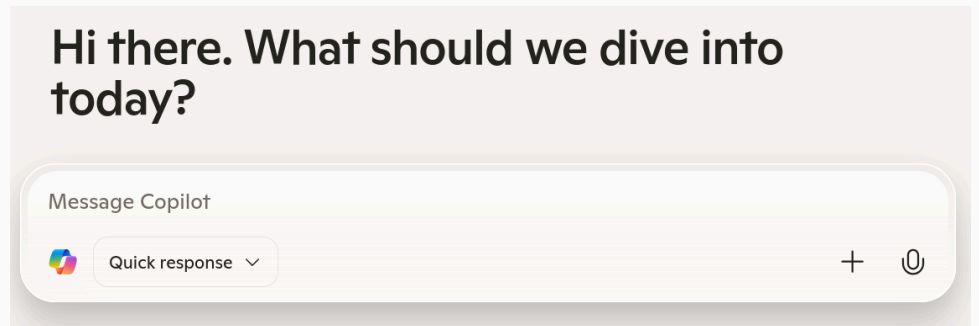 Hi there. What should we dive into
today?
Message Copilot
Quick response